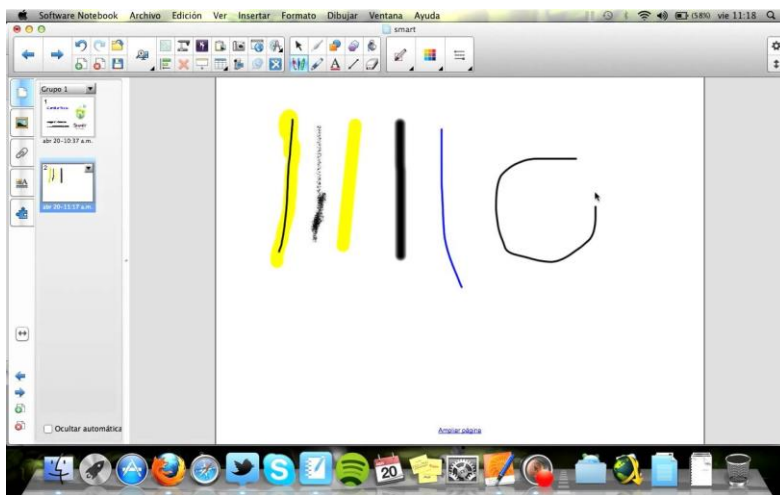 Software Notebook Archivo Edición Ver Insertar Formato Dibujar Ventana Ayuda (58%) vie 11:18
smart
Grupo 1
1
abr 20-10:37 a.m.
2
abr 20-11:17 a.m.
Ocultar automática
Ampliar página
20